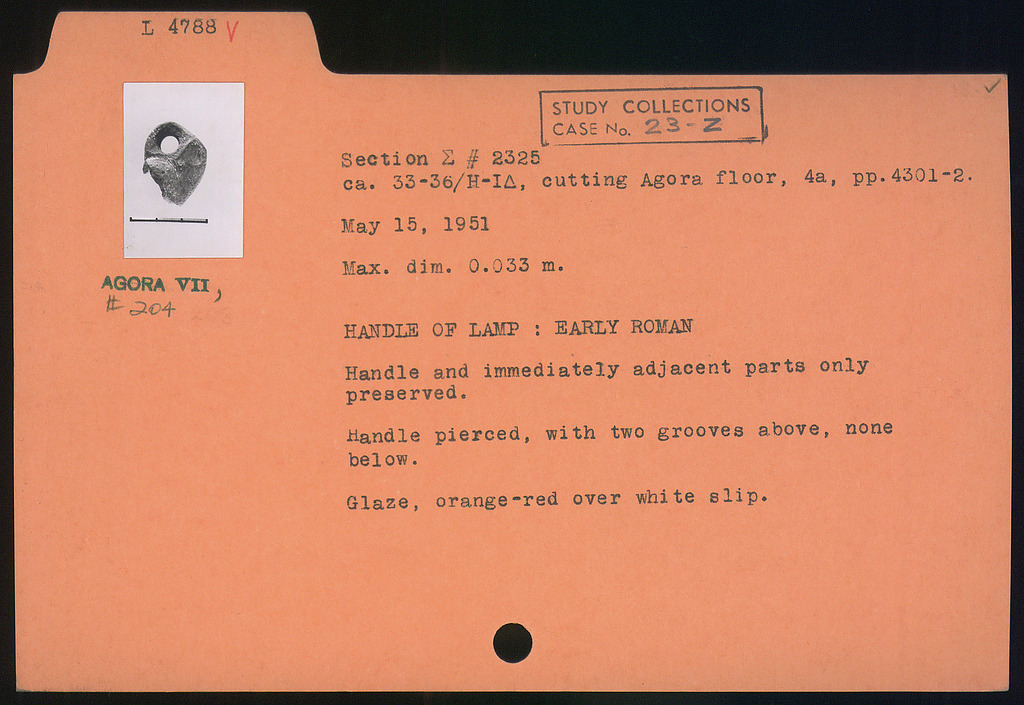 L 4788 V
STUDY COLLECTIONS
CASE No. 23-Z
Section Σ # 2325
ca. 33-36/H-ΙΔ, cutting Agora floor, 4a, pp.4301-2.
May 15, 1951
Max. dim. 0.033 m.
AGORA VII,
# 204
HANDLE OF LAMP : EARLY ROMAN
Handle and immediately adjacent parts only
preserved.
Handle pierced, with two grooves above, none
below.
Glaze, orange-red over white slip.